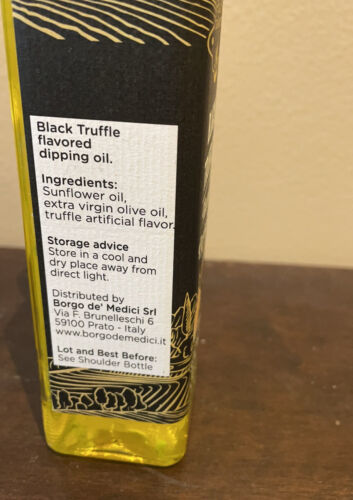 Black Truffle
flavored
dipping oil.
Ingredients:
Sunflower oil,
extra virgin olive oil,
truffle artificial flavor.
Storage advice
Store in a cool and
dry place away from
direct light.
Distributed by
Borgo de' Medici Srl
Via F. Brunelleschi 6
59100 Prato - Italy
www.borgodemedici.it
Lot and Best Before:
See Shoulder Bottle